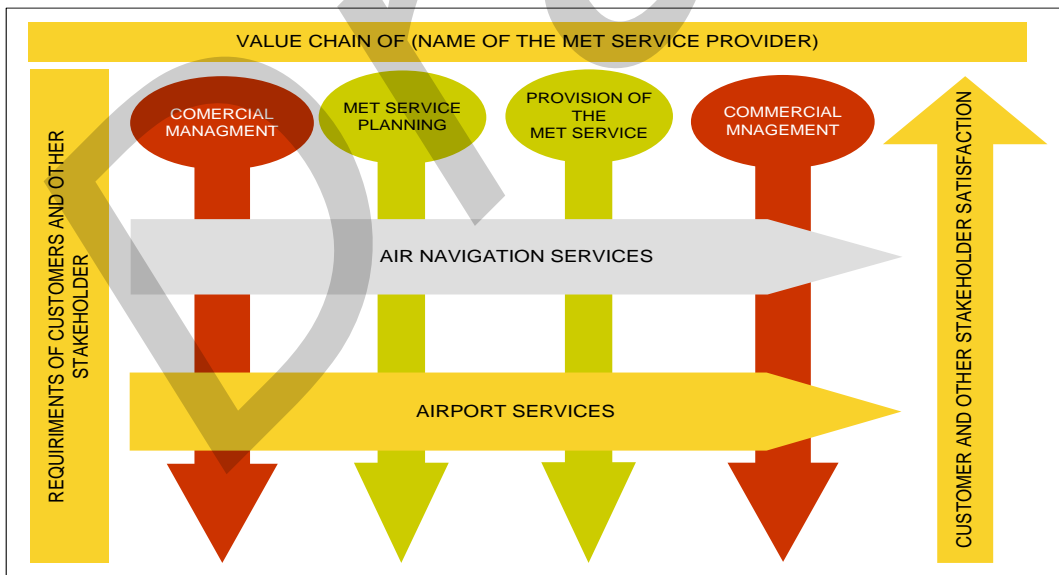 VALUE CHAIN OF (NAME OF THE MET SERVICE PROVIDER)
REQUIRIMENTS OF CUSTOMERS AND OTHER
STAKEHOLDER
COMERCIAL
MANAGMENT
MET SERVICE
PLANNING
PROVISION OF
THE
MET SERVICE
COMMERCIAL
MNAGEMENT
AIR NAVIGATION SERVICES
AIRPORT SERVICES
CUSTOMER AND OTHER STAKEHOLDER SATISFACTION